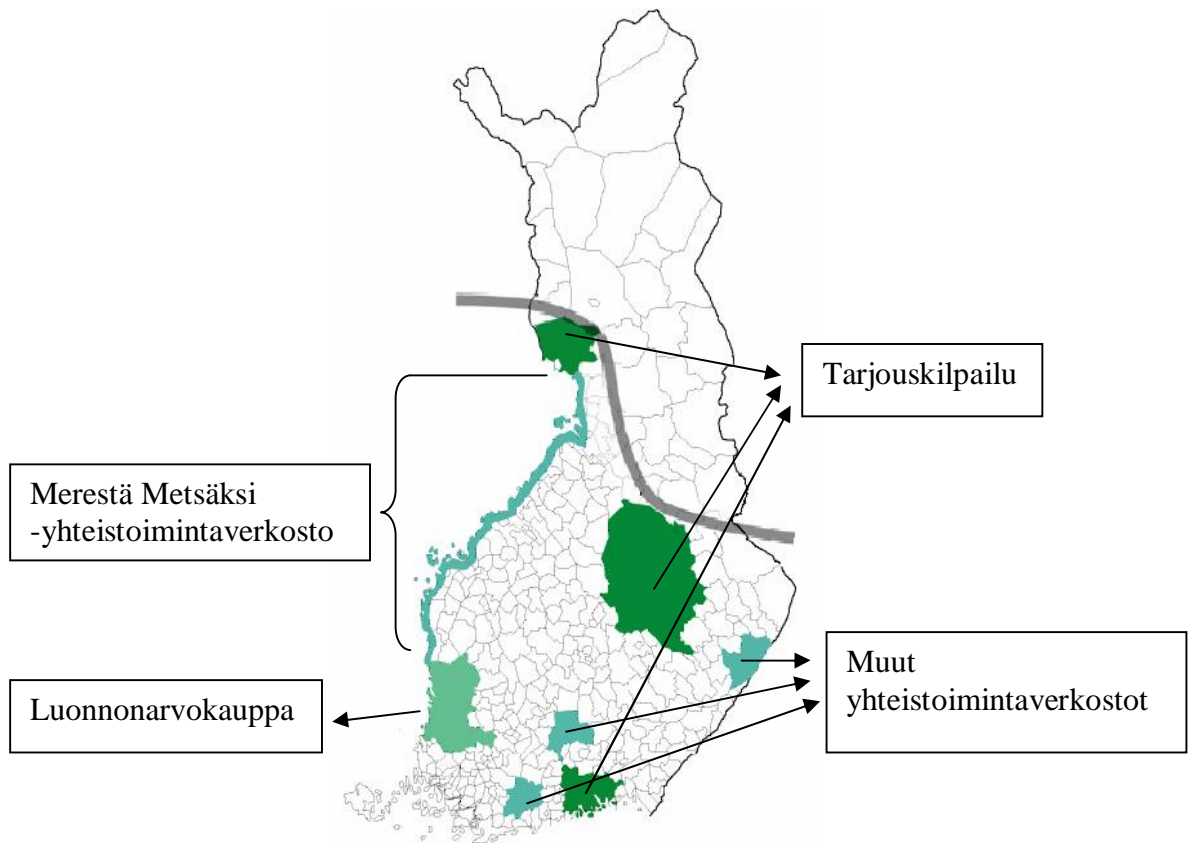 Tarjouskilpailu
Merestä Metsäksi
-yhteistoimintaverkosto
Muut
yhteistoimintaverkostot
Luonnonarvokauppa